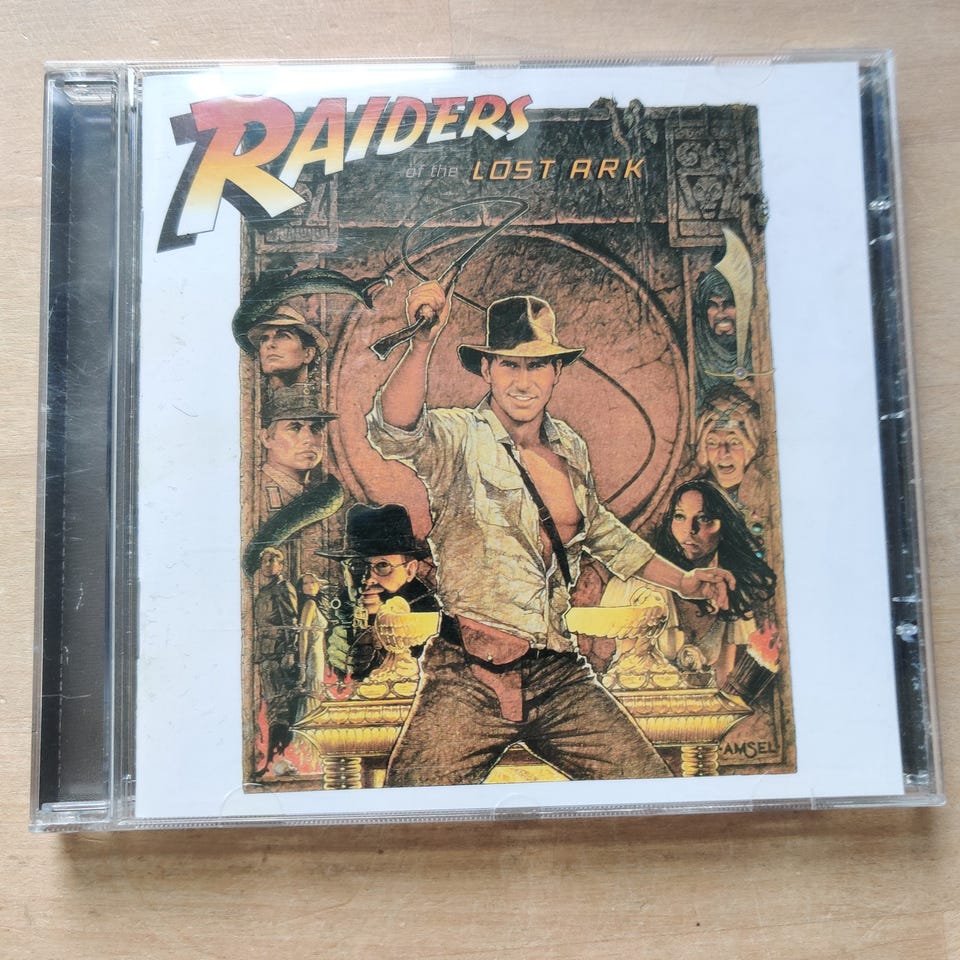 RAIDERS
of the LOST ARK
AMSEL